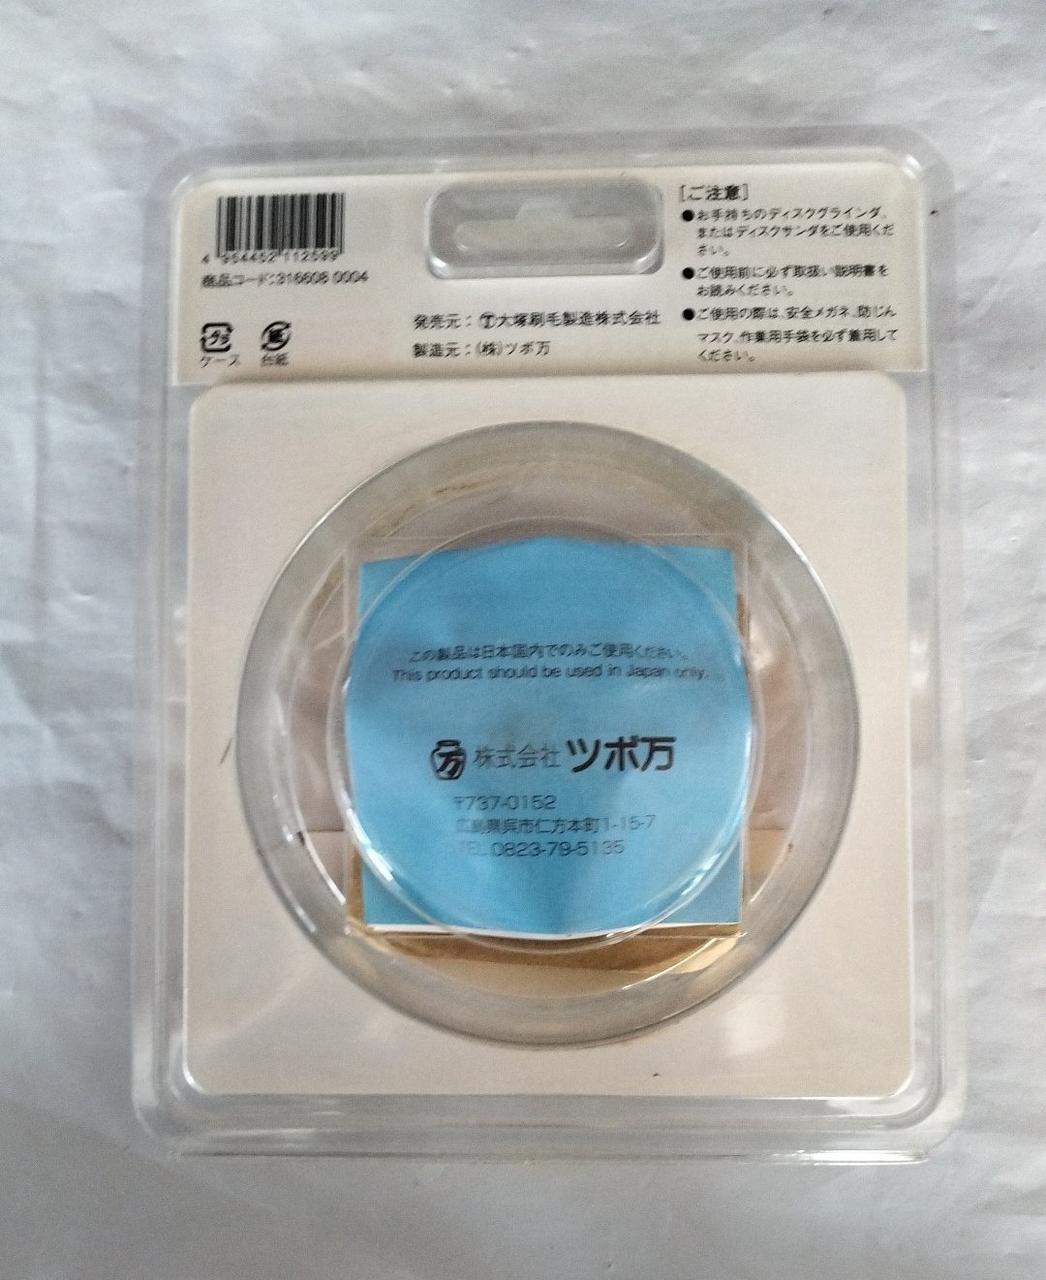 4 954452 112599
商品コード:316608 0004
プラ
ケース
紙
台紙
発売元：大塚刷毛製造株式会社
製造元：(株)ツボ万
[ご注意]
●お手持ちのディスクグラインダ、
またはディスクサンダをご使用くだ
さい。
●ご使用前に必ず取扱い説明書を
お読みください。
●ご使用の際は、安全メガネ、防じん
マスク、作業用手袋を必ず着用して
ください。
この製品は日本国内でのみご使用ください。
This product should be used in Japan only.
万 株式会社 ツボ万
〒737-0152
広島県呉市仁方本町1-15-7
TEL 0823-79-5135